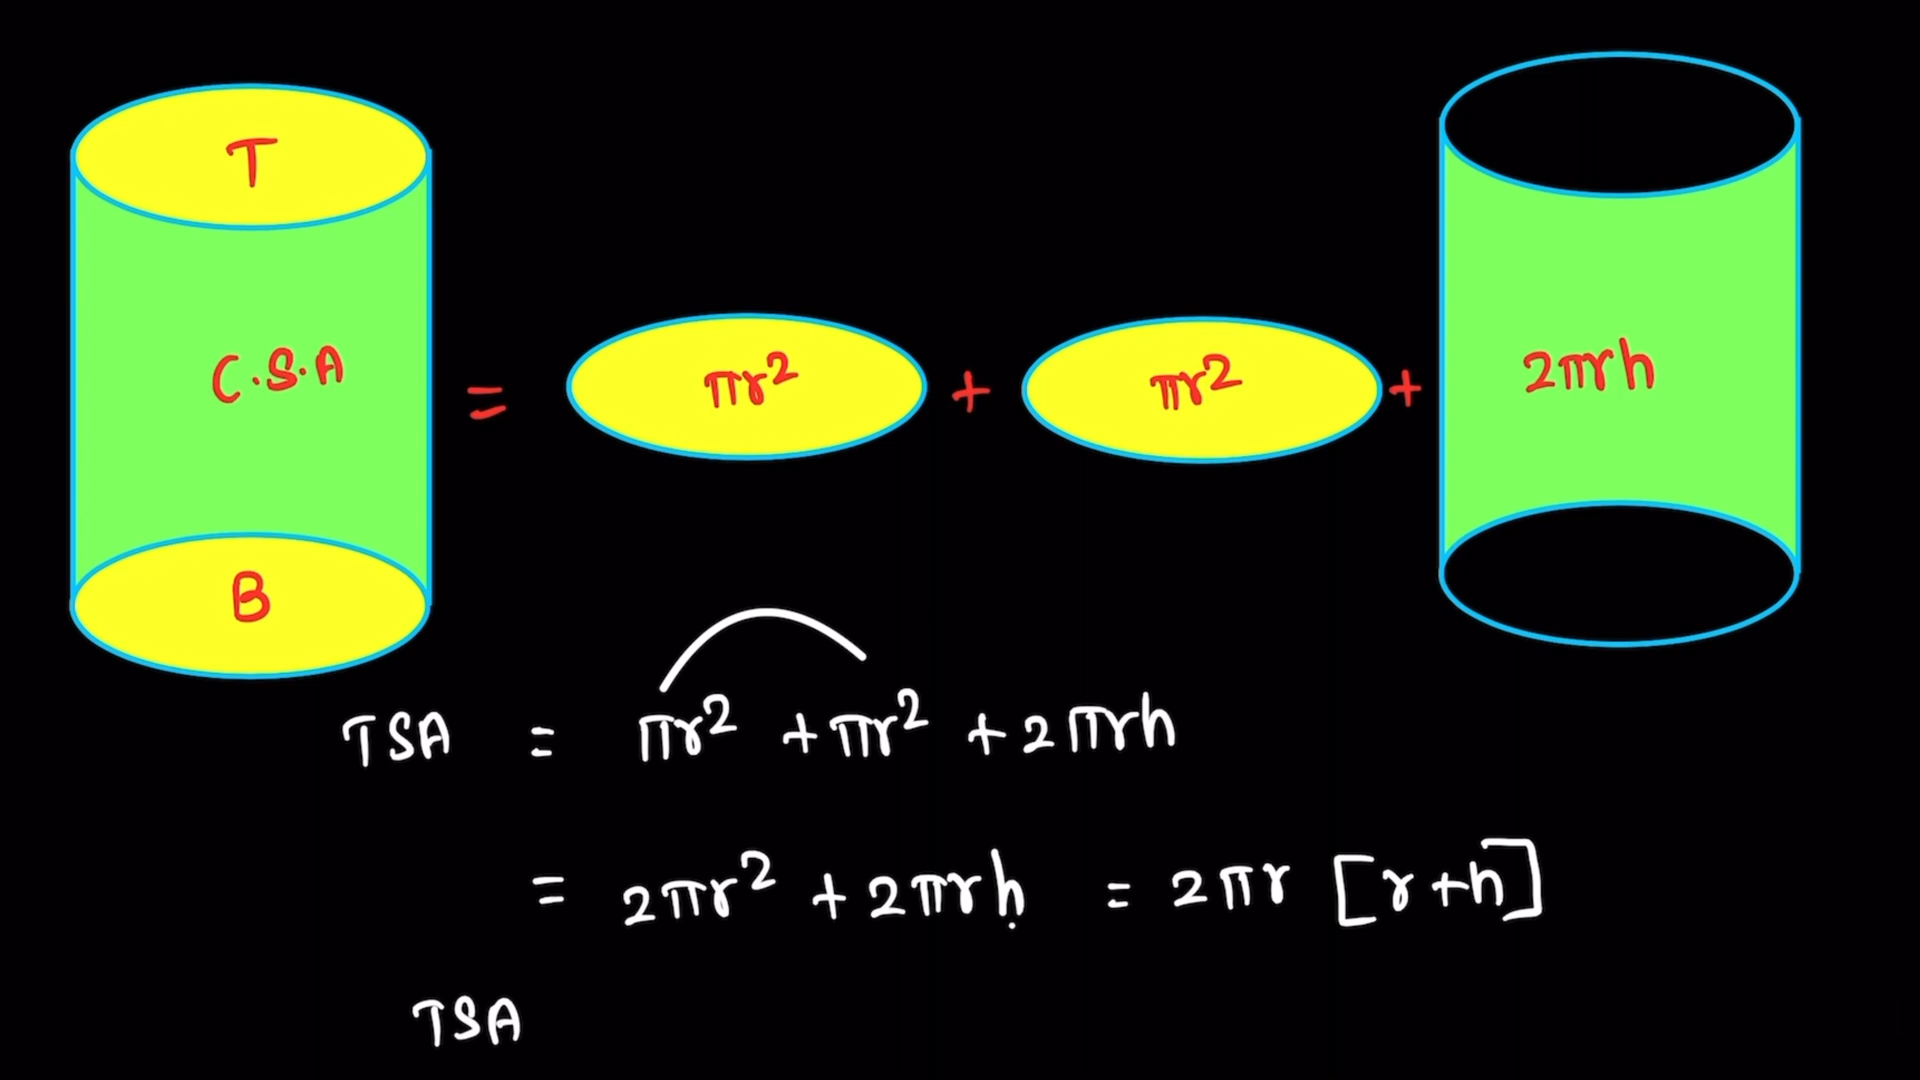 T
C.S.A = πr² + πr² + 2πrh
B
TSA = πr² + πr² + 2πrh
= 2πr² + 2πrh = 2πr [r+h]
TSA